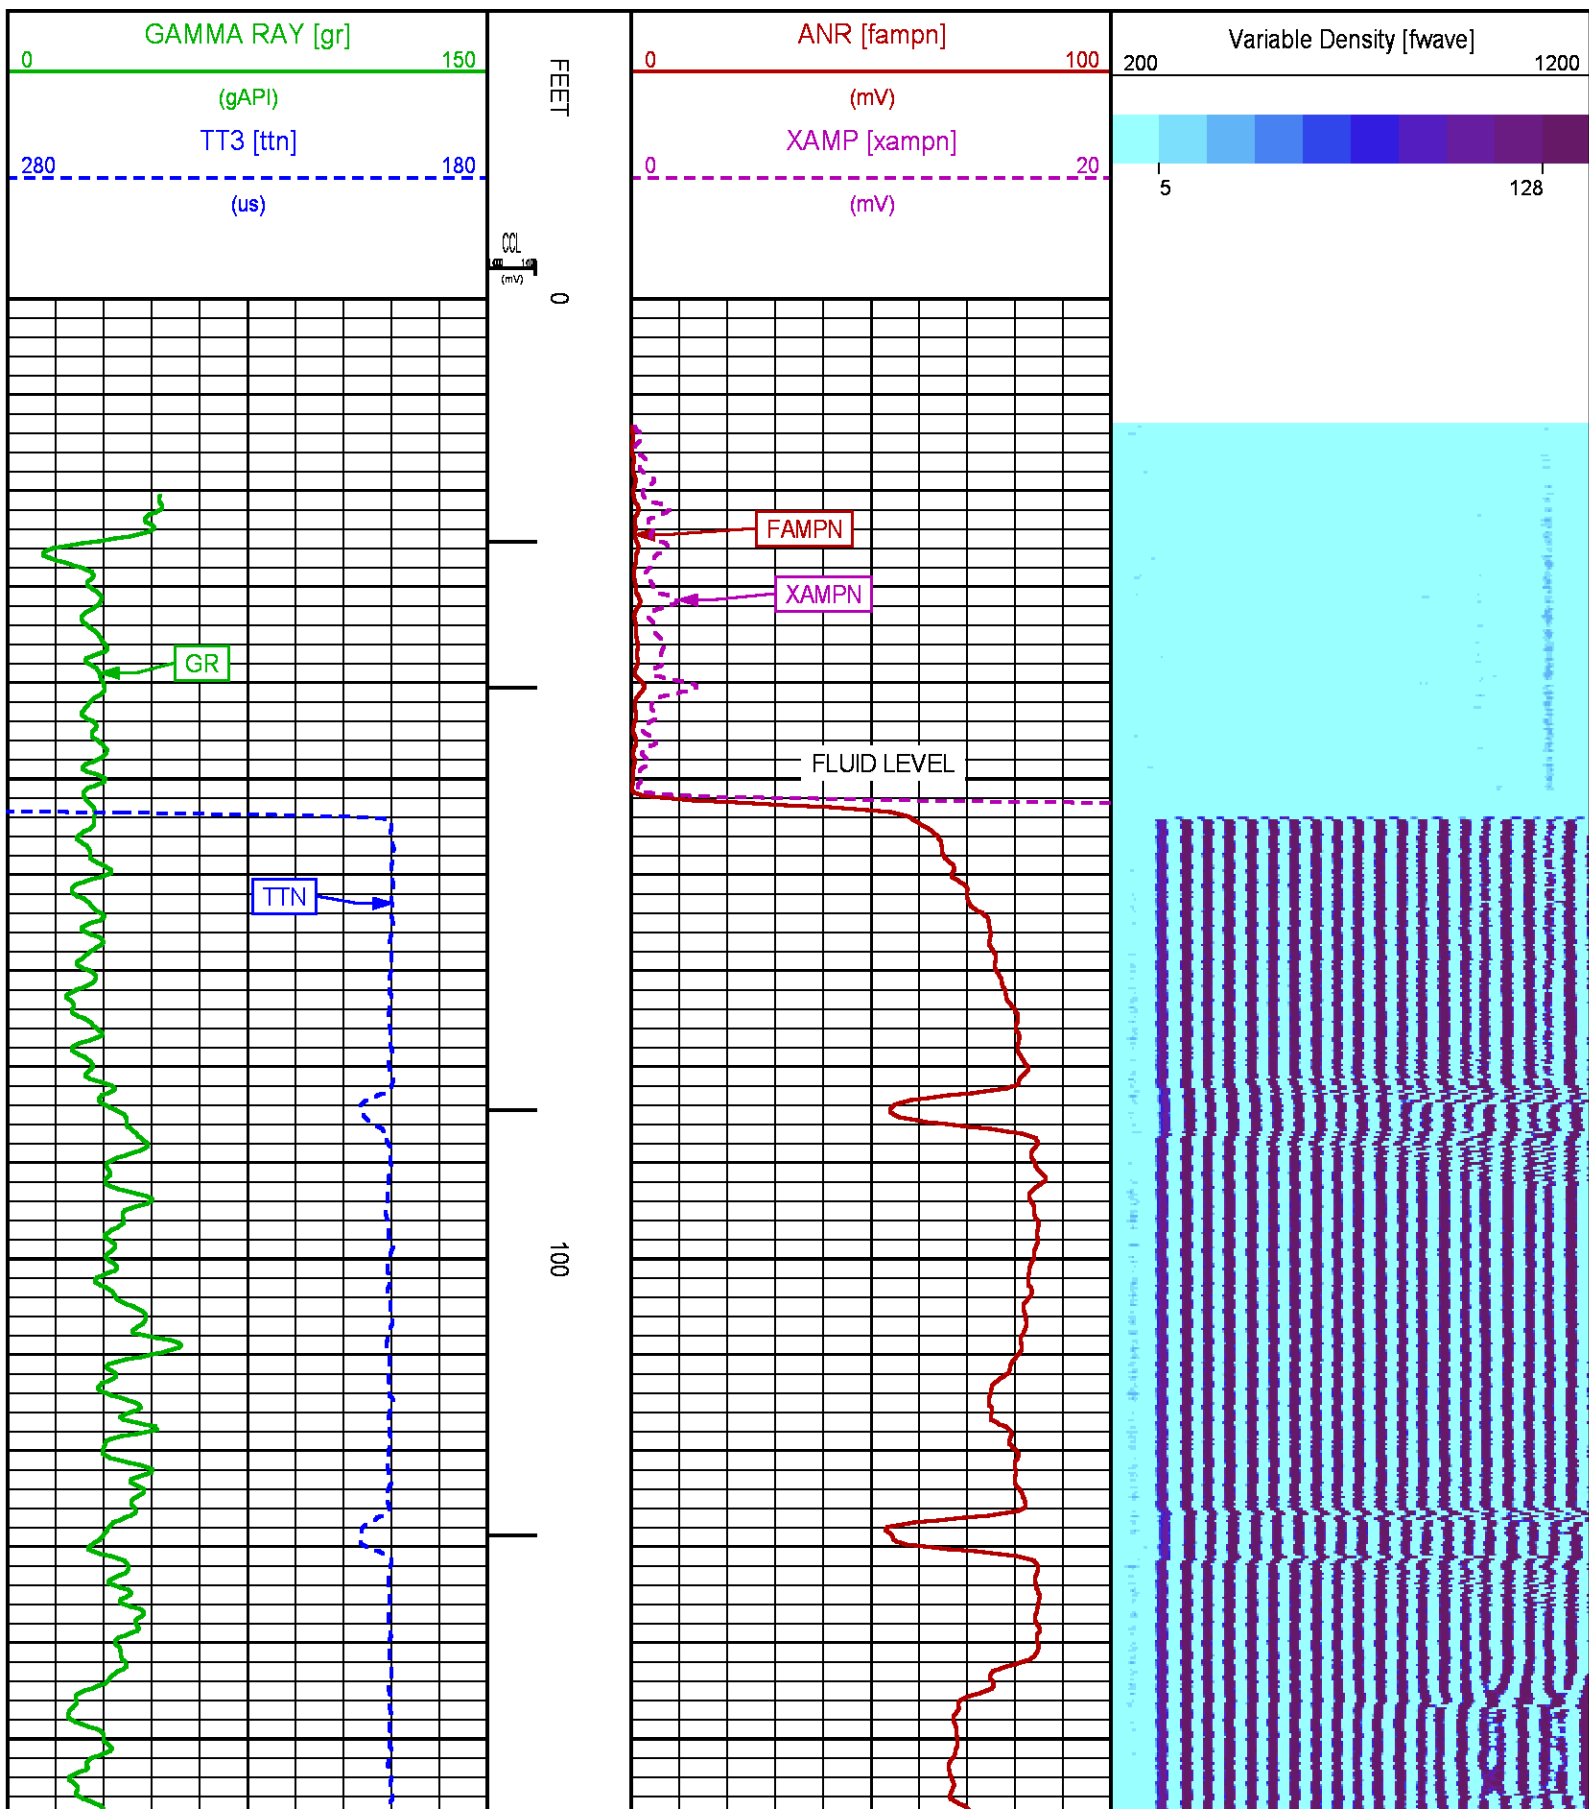 GAMMA RAY [gr]
0 150
(gAPI)
TT3 [ttn]
280 180
(us)
CCL
(mV)
FEET
0
ANR [fampn]
0 100
(mV)
XAMP [xampn]
0 20
(mV)
Variable Density [fwave]
200 1200
5 128
FAMPN
XAMPN
GR
FLUID LEVEL
TTN
100